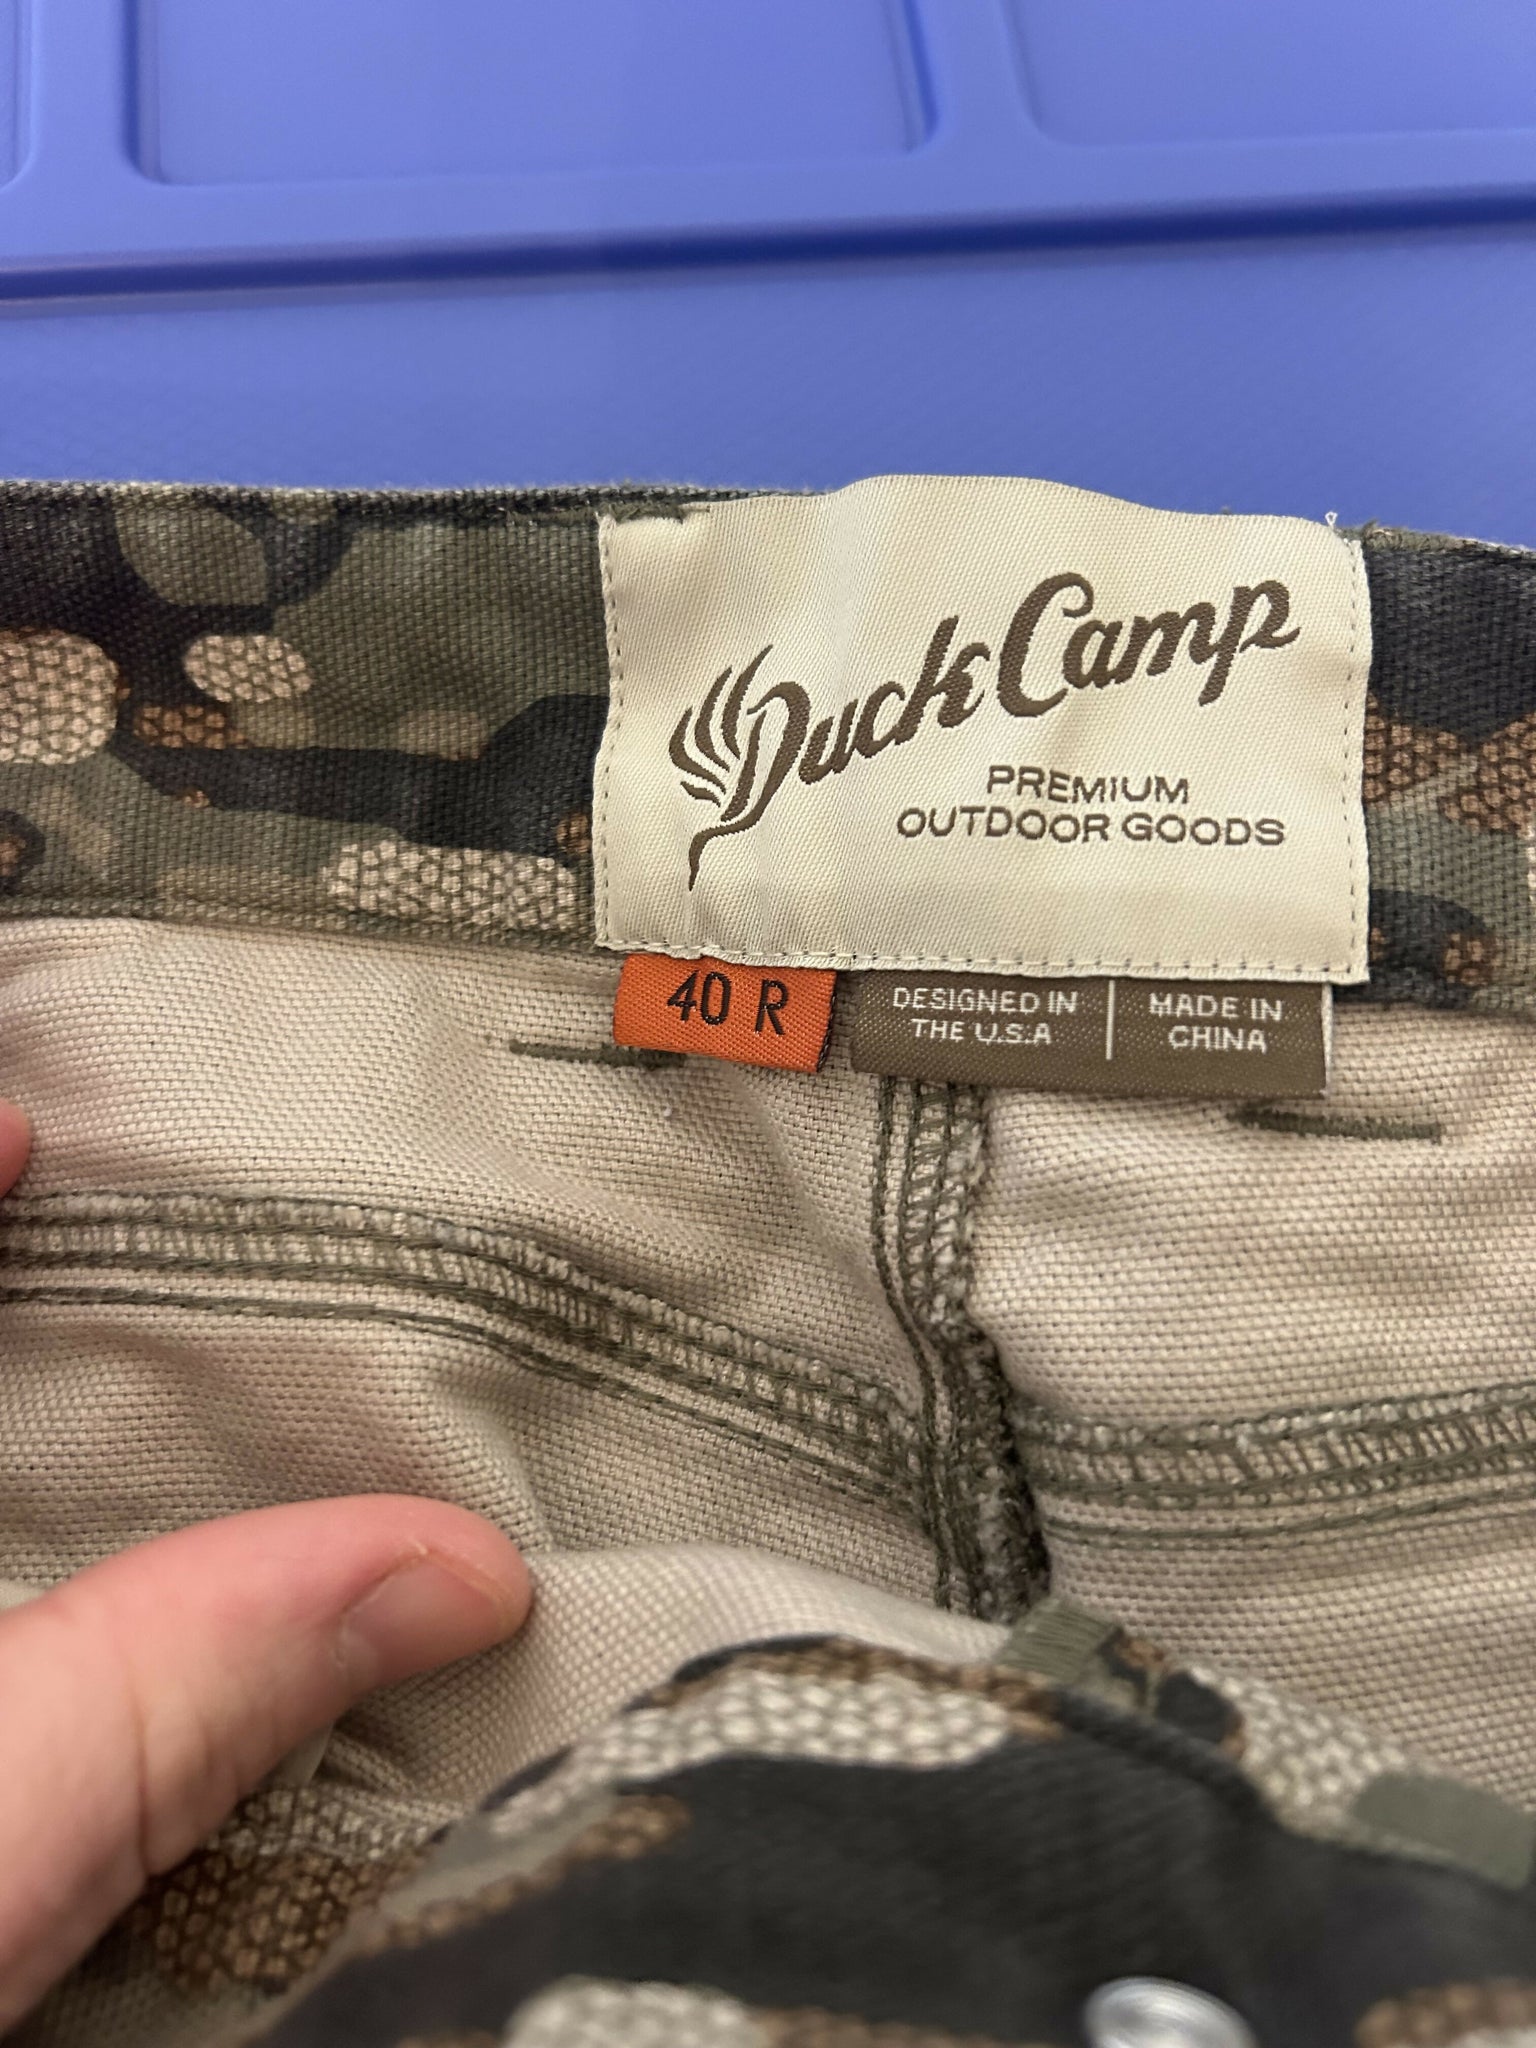 Duck Camp
PREMIUM
OUTDOOR GOODS
40 R
DESIGNED IN
THE U.S.A
MADE IN
CHINA